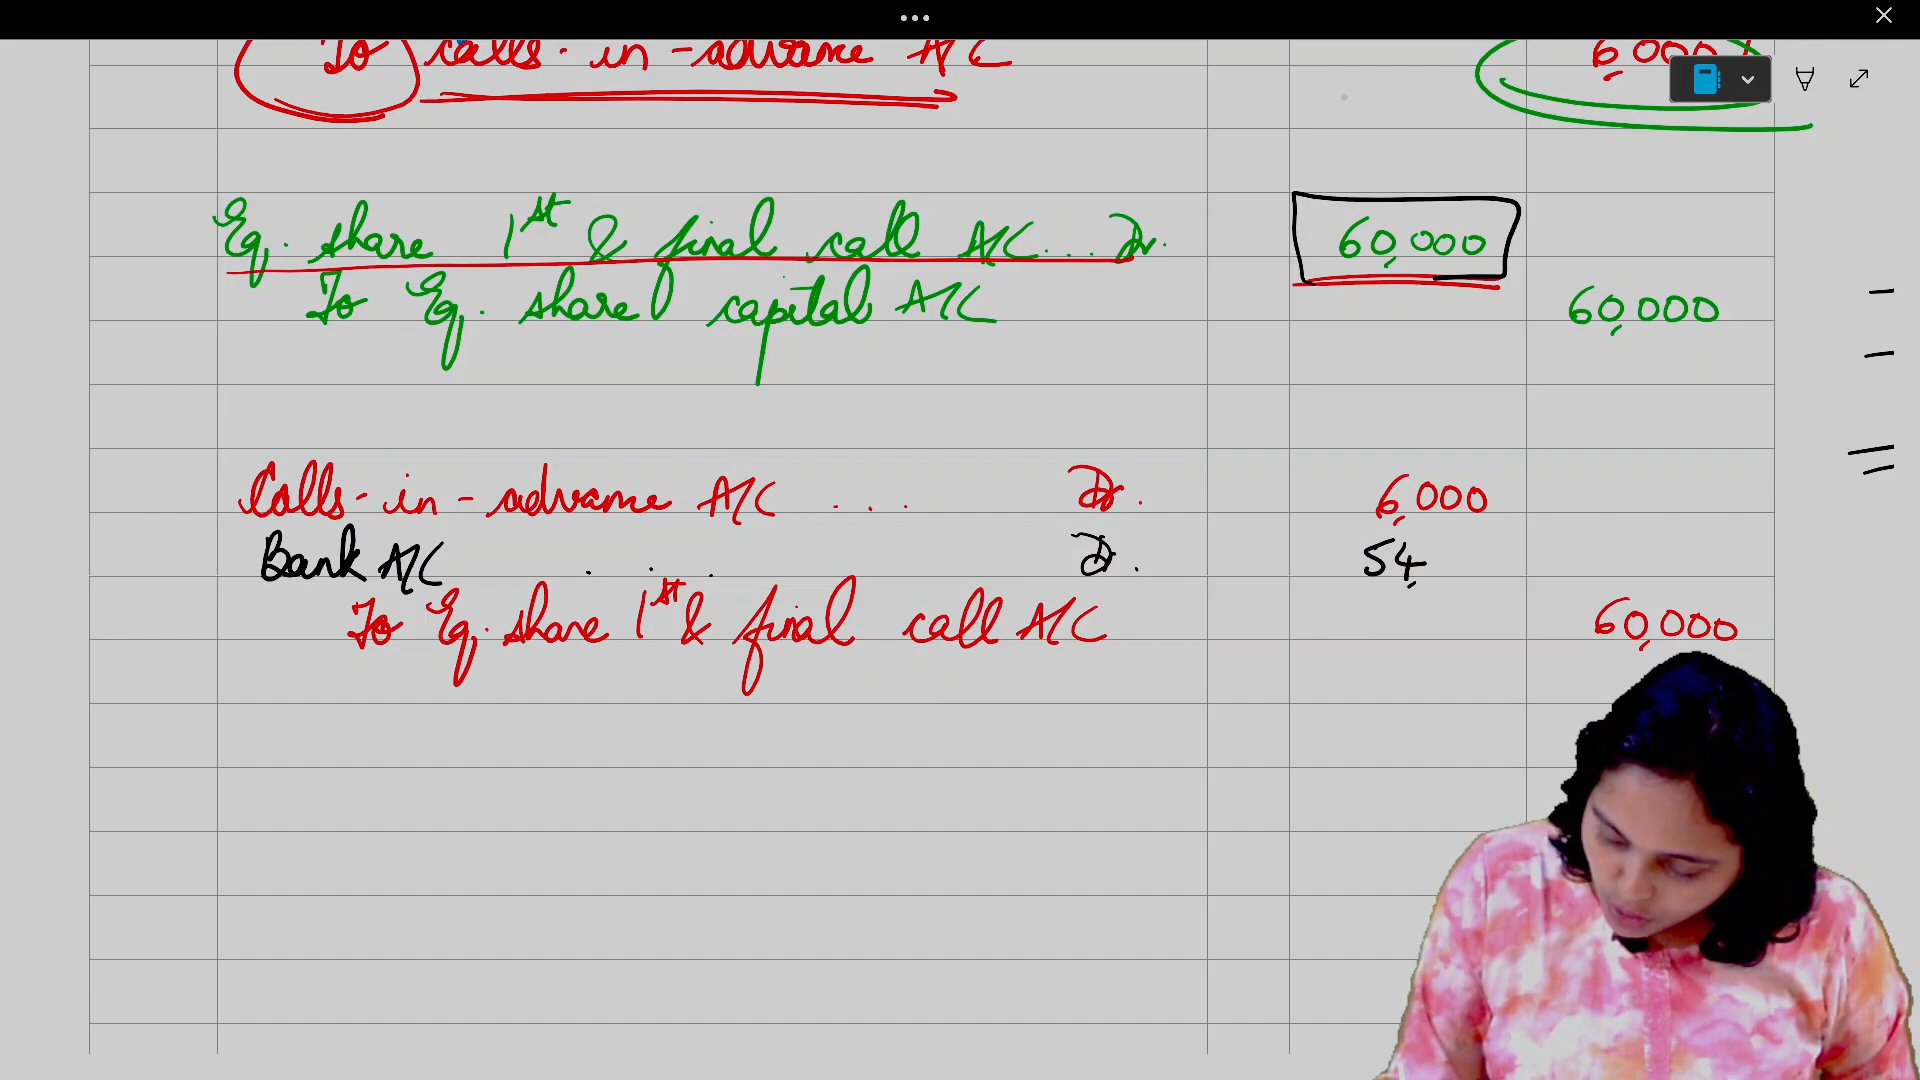 To calls-in-advance A/C 6,000
Eq. share 1st & final call A/C... Dr. 60,000
To Eq. share capital A/C 60,000
Calls-in-advance A/C ... Dr. 6,000
Bank A/C . . . Dr. 54,
To Eq. share 1st & final call A/C 60,000